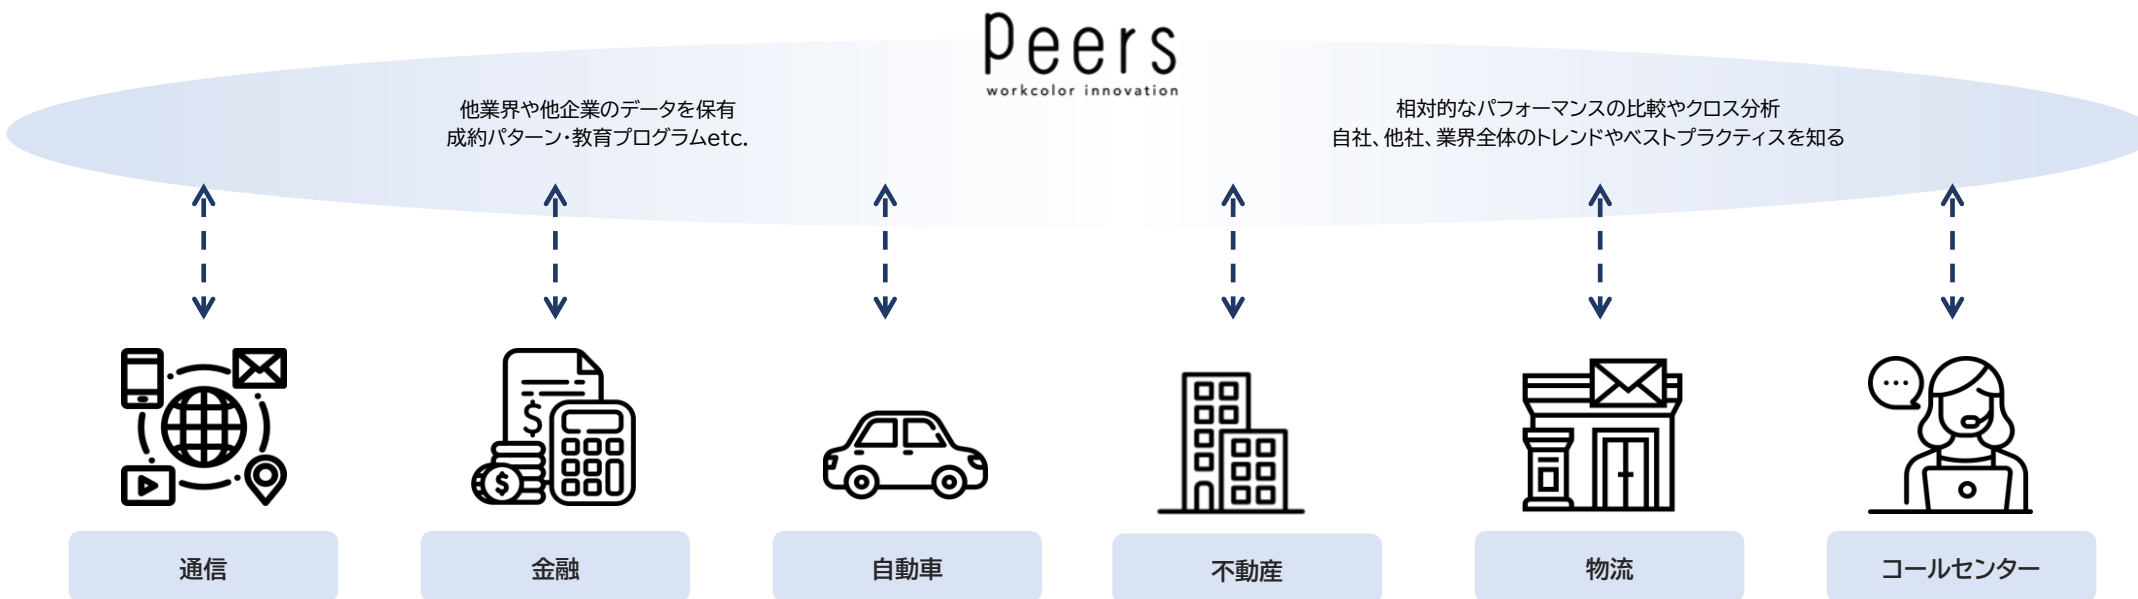 peers
workcolor innovation
他業界や他企業のデータを保有
成約パターン・教育プログラムetc.
相対的なパフォーマンスの比較やクロス分析
自社、他社、業界全体のトレンドやベストプラクティスを知る
$
$
通信
金融
自動車
不動産
物流
コールセンター